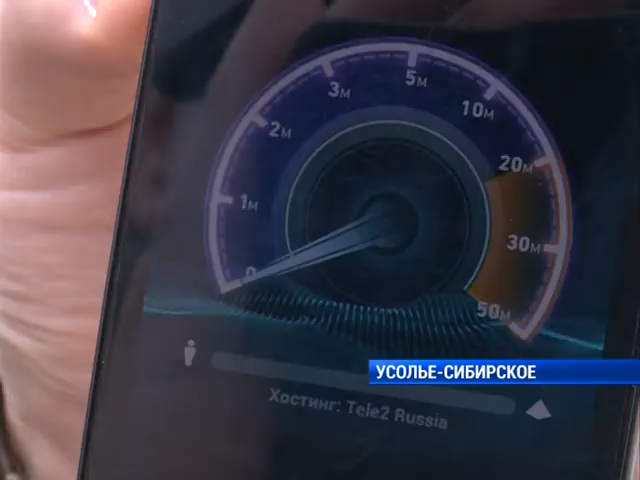 5м
3м
10м
2м
20м
1м
30м
0
50м
УСОЛЬЕ-СИБИРСКОЕ
Хостинг: Tele2 Russia